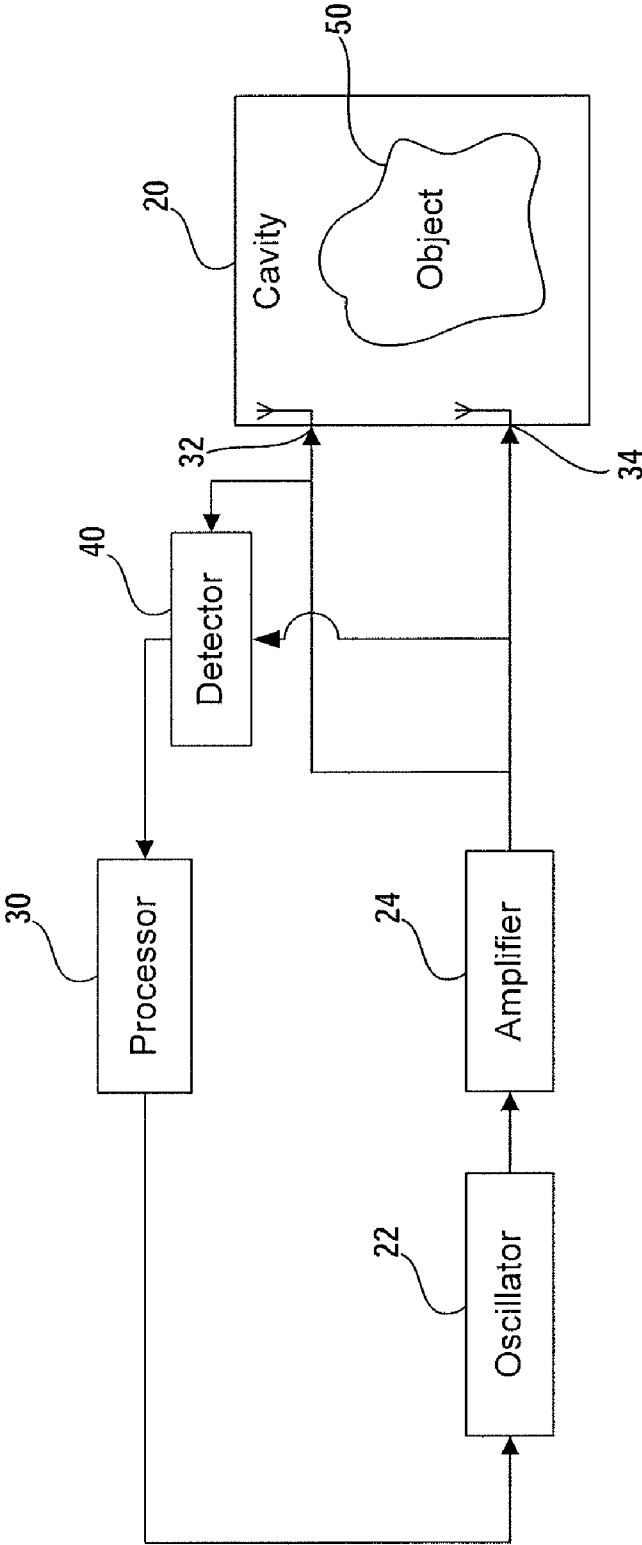 30
Processor
40
Detector
20
Cavity
50
Object
32
34
22
Oscillator
24
Amplifier